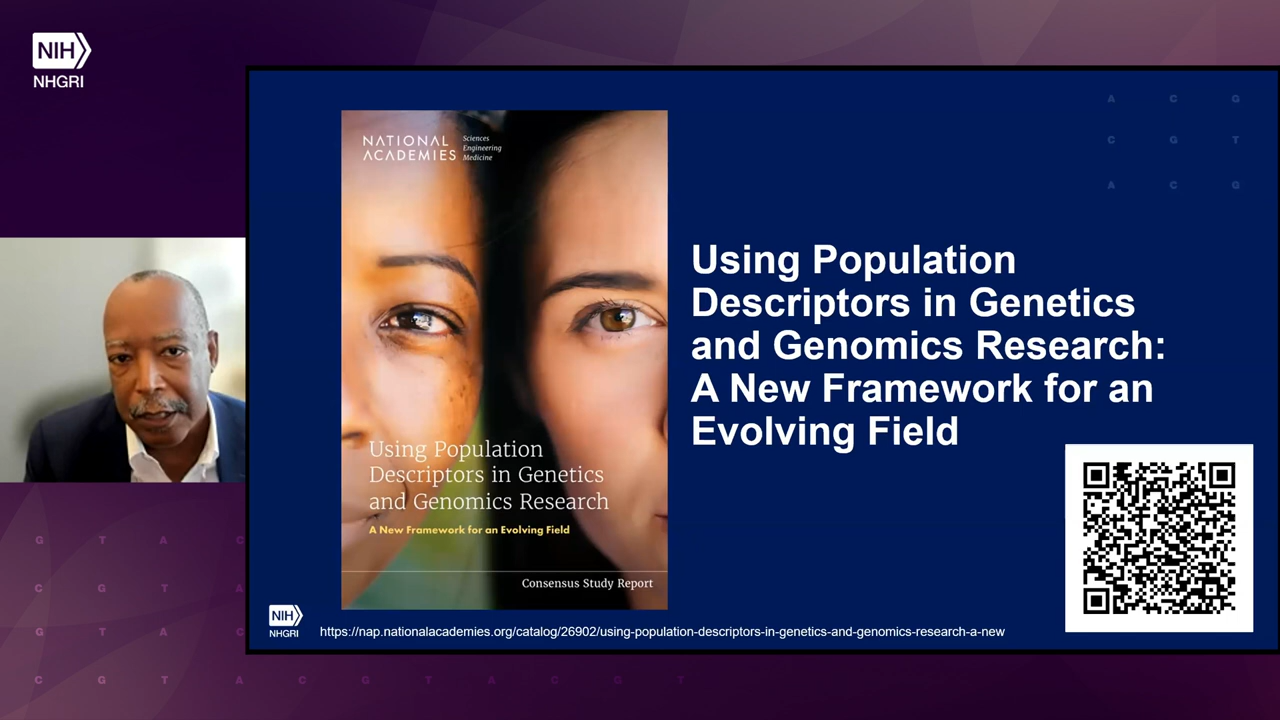 NIH
NHGRI
A C G
C G T
A C G
NATIONAL
ACADEMIES
Sciences
Engineering
Medicine
Using Population
Descriptors in Genetics
and Genomics Research
A New Framework for an Evolving Field
Consensus Study Report
Using Population
Descriptors in Genetics
and Genomics Research:
A New Framework for an
Evolving Field
NIH
NHGRI
https://nap.nationalacademies.org/catalog/26902/using-population-descriptors-in-genetics-and-genomics-research-a-new
G T A C
C G T A
G T A C
C G T A C G T A C G T